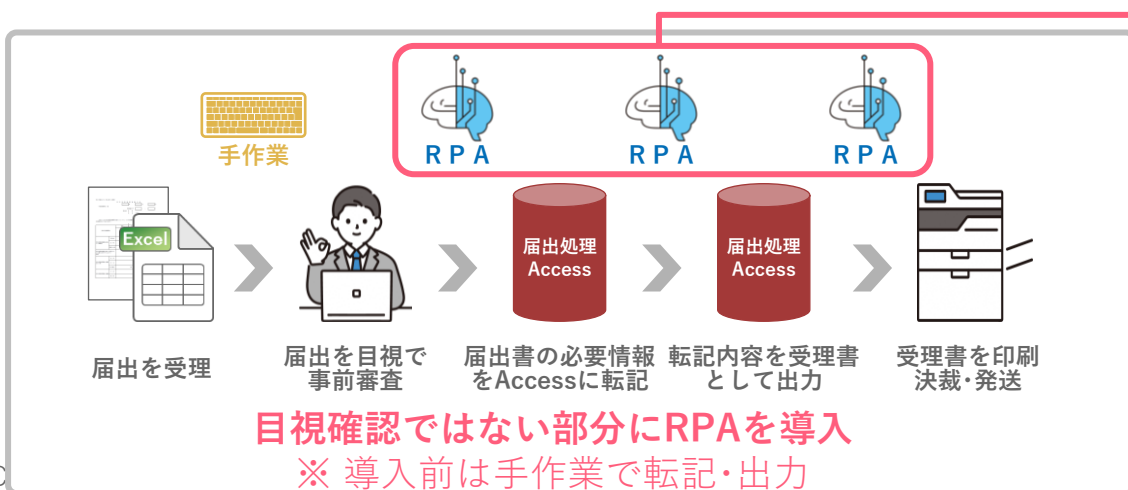 手作業
RPA
RPA
RPA
Excel
届出処理
Access
届出処理
Access
届出を受理
届出を目視で
事前審査
届出書の必要情報
をAccessに転記
転記内容を受理書
として出力
受理書を印刷
決裁･発送
目視確認ではない部分にRPAを導入
※ 導入前は手作業で転記･出力